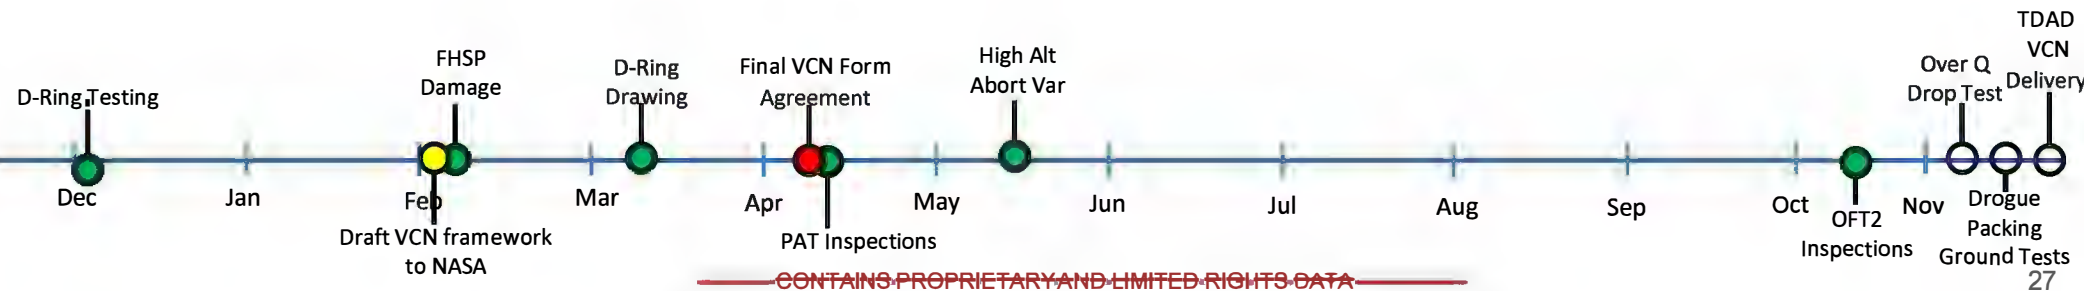 D-Ring Testing
FHSP
Damage
D-Ring
Drawing
Final VCN Form
Agreement
High Alt
Abort Var
Over Q
Drop Test
TDAD
VCN
Delivery
Dec
Jan
Feb
Mar
Apr
May
Jun
Jul
Aug
Sep
Oct
Nov
Draft VCN framework
to NASA
PAT Inspections
OFT2
Inspections
Drogue
Packing
Ground Tests
CONTAINS PROPRIETARY AND LIMITED RIGHTS DATA
27